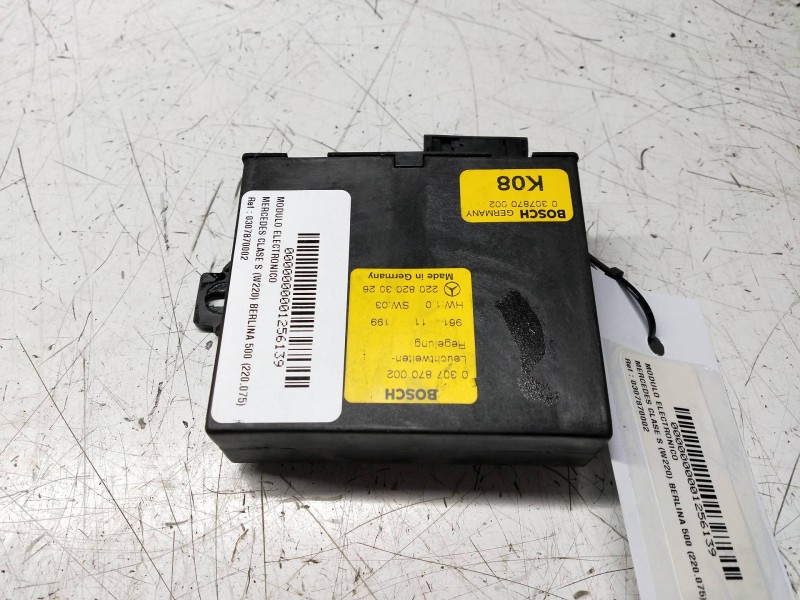 BOSCH GERMANY
0 307870 002
K08
BOSCH
0 307 870 002
Leuchtweiten-
Regelung
961 11 199
HW:1.0 SW.03
220 820 30 26
Made in Germany
MODULO ELECTRONICO
MERCEDES CLASE S (W220) BERLINA 500 (220.075)
Ref: 0307870002
0000000001256139
MODULO ELECTRONICO
MERCEDES CLASE S (W220) BERLINA 500 (220.075)
Ref: 0307870002
0000000001256139